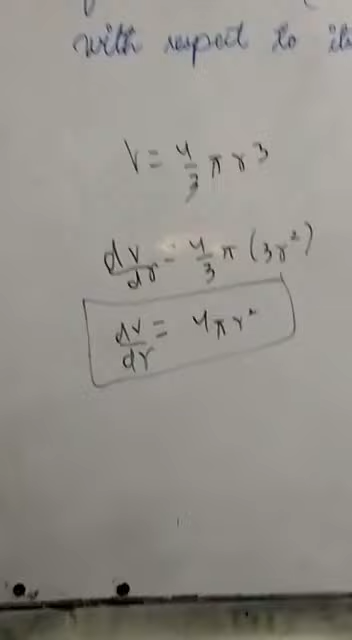 with respect to
V = 4/3 π r³
dv/dr = 4/3 π (3r²)
dv/dr = 4πr²